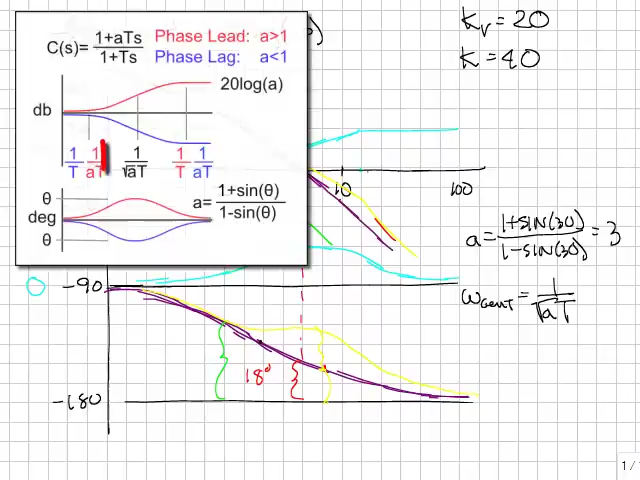 C(s)= 1+aTs / 1+Ts
Phase Lead: a>1
Phase Lag: a<1
20log(a)
db
1/T 1/aT 1/√aT 1/T 1/aT
θ
deg
θ
a= 1+sin(θ) / 1-sin(θ)
Kv = 20
K = 40
10
100
a = 1+SIN(30) / 1-SIN(30) = 3
ωcent = 1/√aT
0
-90
18°
-180
1/1